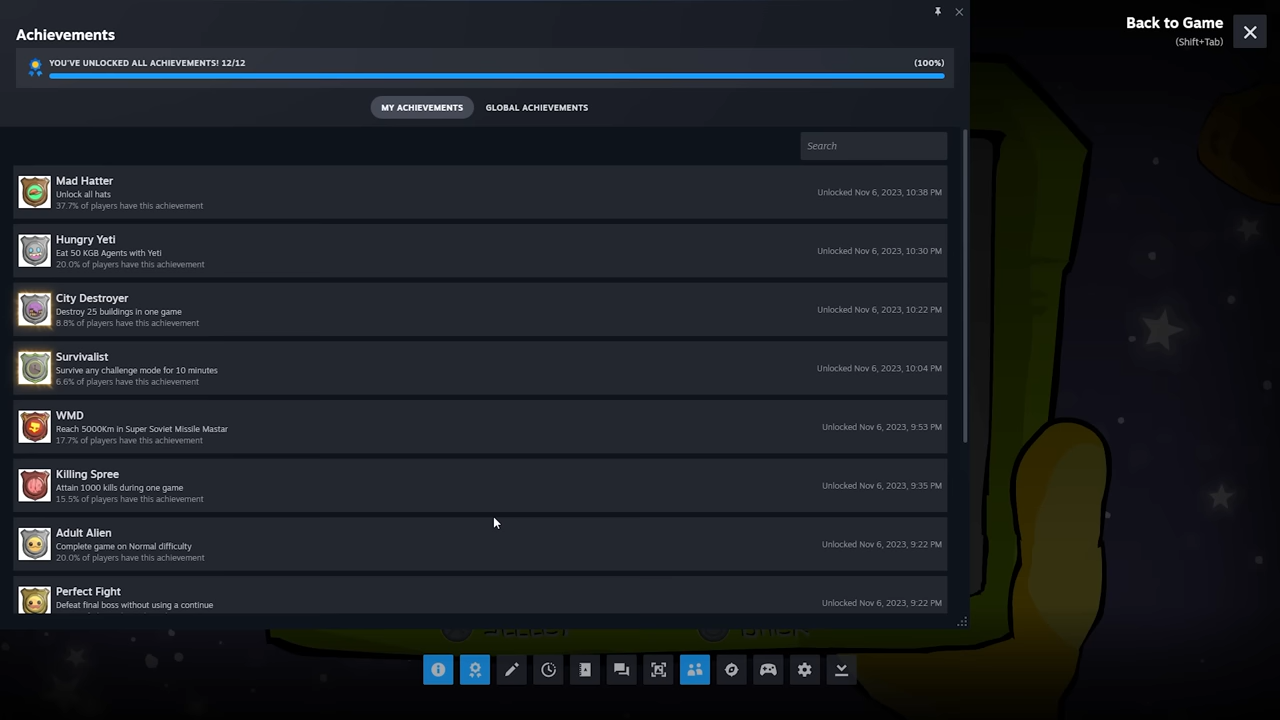 Achievements
Back to Game
(Shift+Tab)
YOU'VE UNLOCKED ALL ACHIEVEMENTS! 12/12
(100%)
MY ACHIEVEMENTS
GLOBAL ACHIEVEMENTS
Search
Mad Hatter
Unlock all hats
37.7% of players have this achievement
Unlocked Nov 6, 2023, 10:38 PM
Hungry Yeti
Eat 50 KGB Agents with Yeti
20.0% of players have this achievement
Unlocked Nov 6, 2023, 10:30 PM
City Destroyer
Destroy 25 buildings in one game
8.8% of players have this achievement
Unlocked Nov 6, 2023, 10:22 PM
Survivalist
Survive any challenge mode for 10 minutes
6.6% of players have this achievement
Unlocked Nov 6, 2023, 10:04 PM
WMD
Reach 5000Km in Super Soviet Missile Mastar
17.7% of players have this achievement
Unlocked Nov 6, 2023, 9:53 PM
Killing Spree
Attain 1000 kills during one game
15.5% of players have this achievement
Unlocked Nov 6, 2023, 9:35 PM
Adult Alien
Complete game on Normal difficulty
20.0% of players have this achievement
Unlocked Nov 6, 2023, 9:22 PM
Perfect Fight
Defeat final boss without using a continue
Unlocked Nov 6, 2023, 9:22 PM